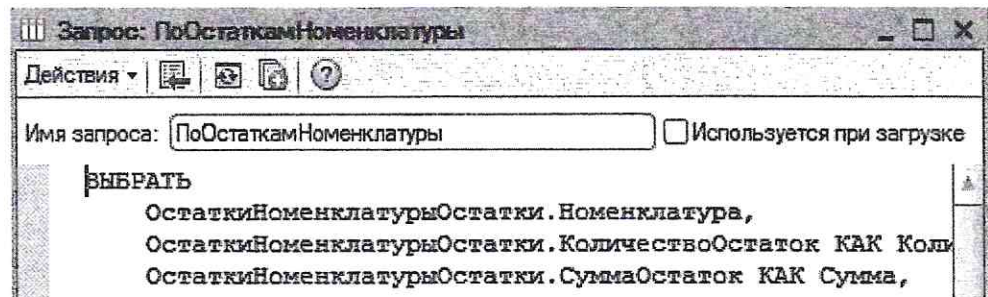 Запрос: ПоОстаткамНоменклатуры
Действия
Имя запроса: ПоОстаткамНоменклатуры Используется при загрузке
ВЫБРАТЬ
ОстаткиНоменклатурыОстатки.Номенклатура,
ОстаткиНоменклатурыОстатки.КоличествоОстаток КАК Коли
ОстаткиНоменклатурыОстатки.СуммаОстаток КАК Сумма,